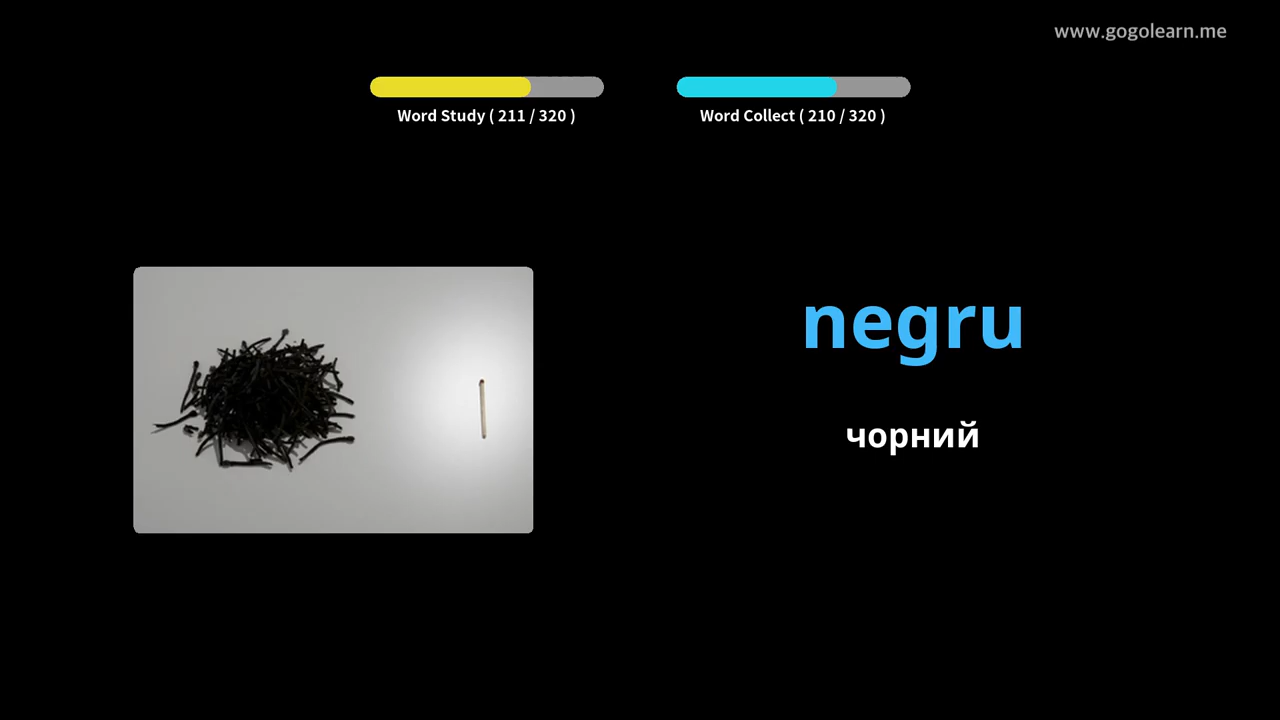 www.gogolearn.me
Word Study ( 211 / 320 )
Word Collect ( 210 / 320 )
negru
чорний